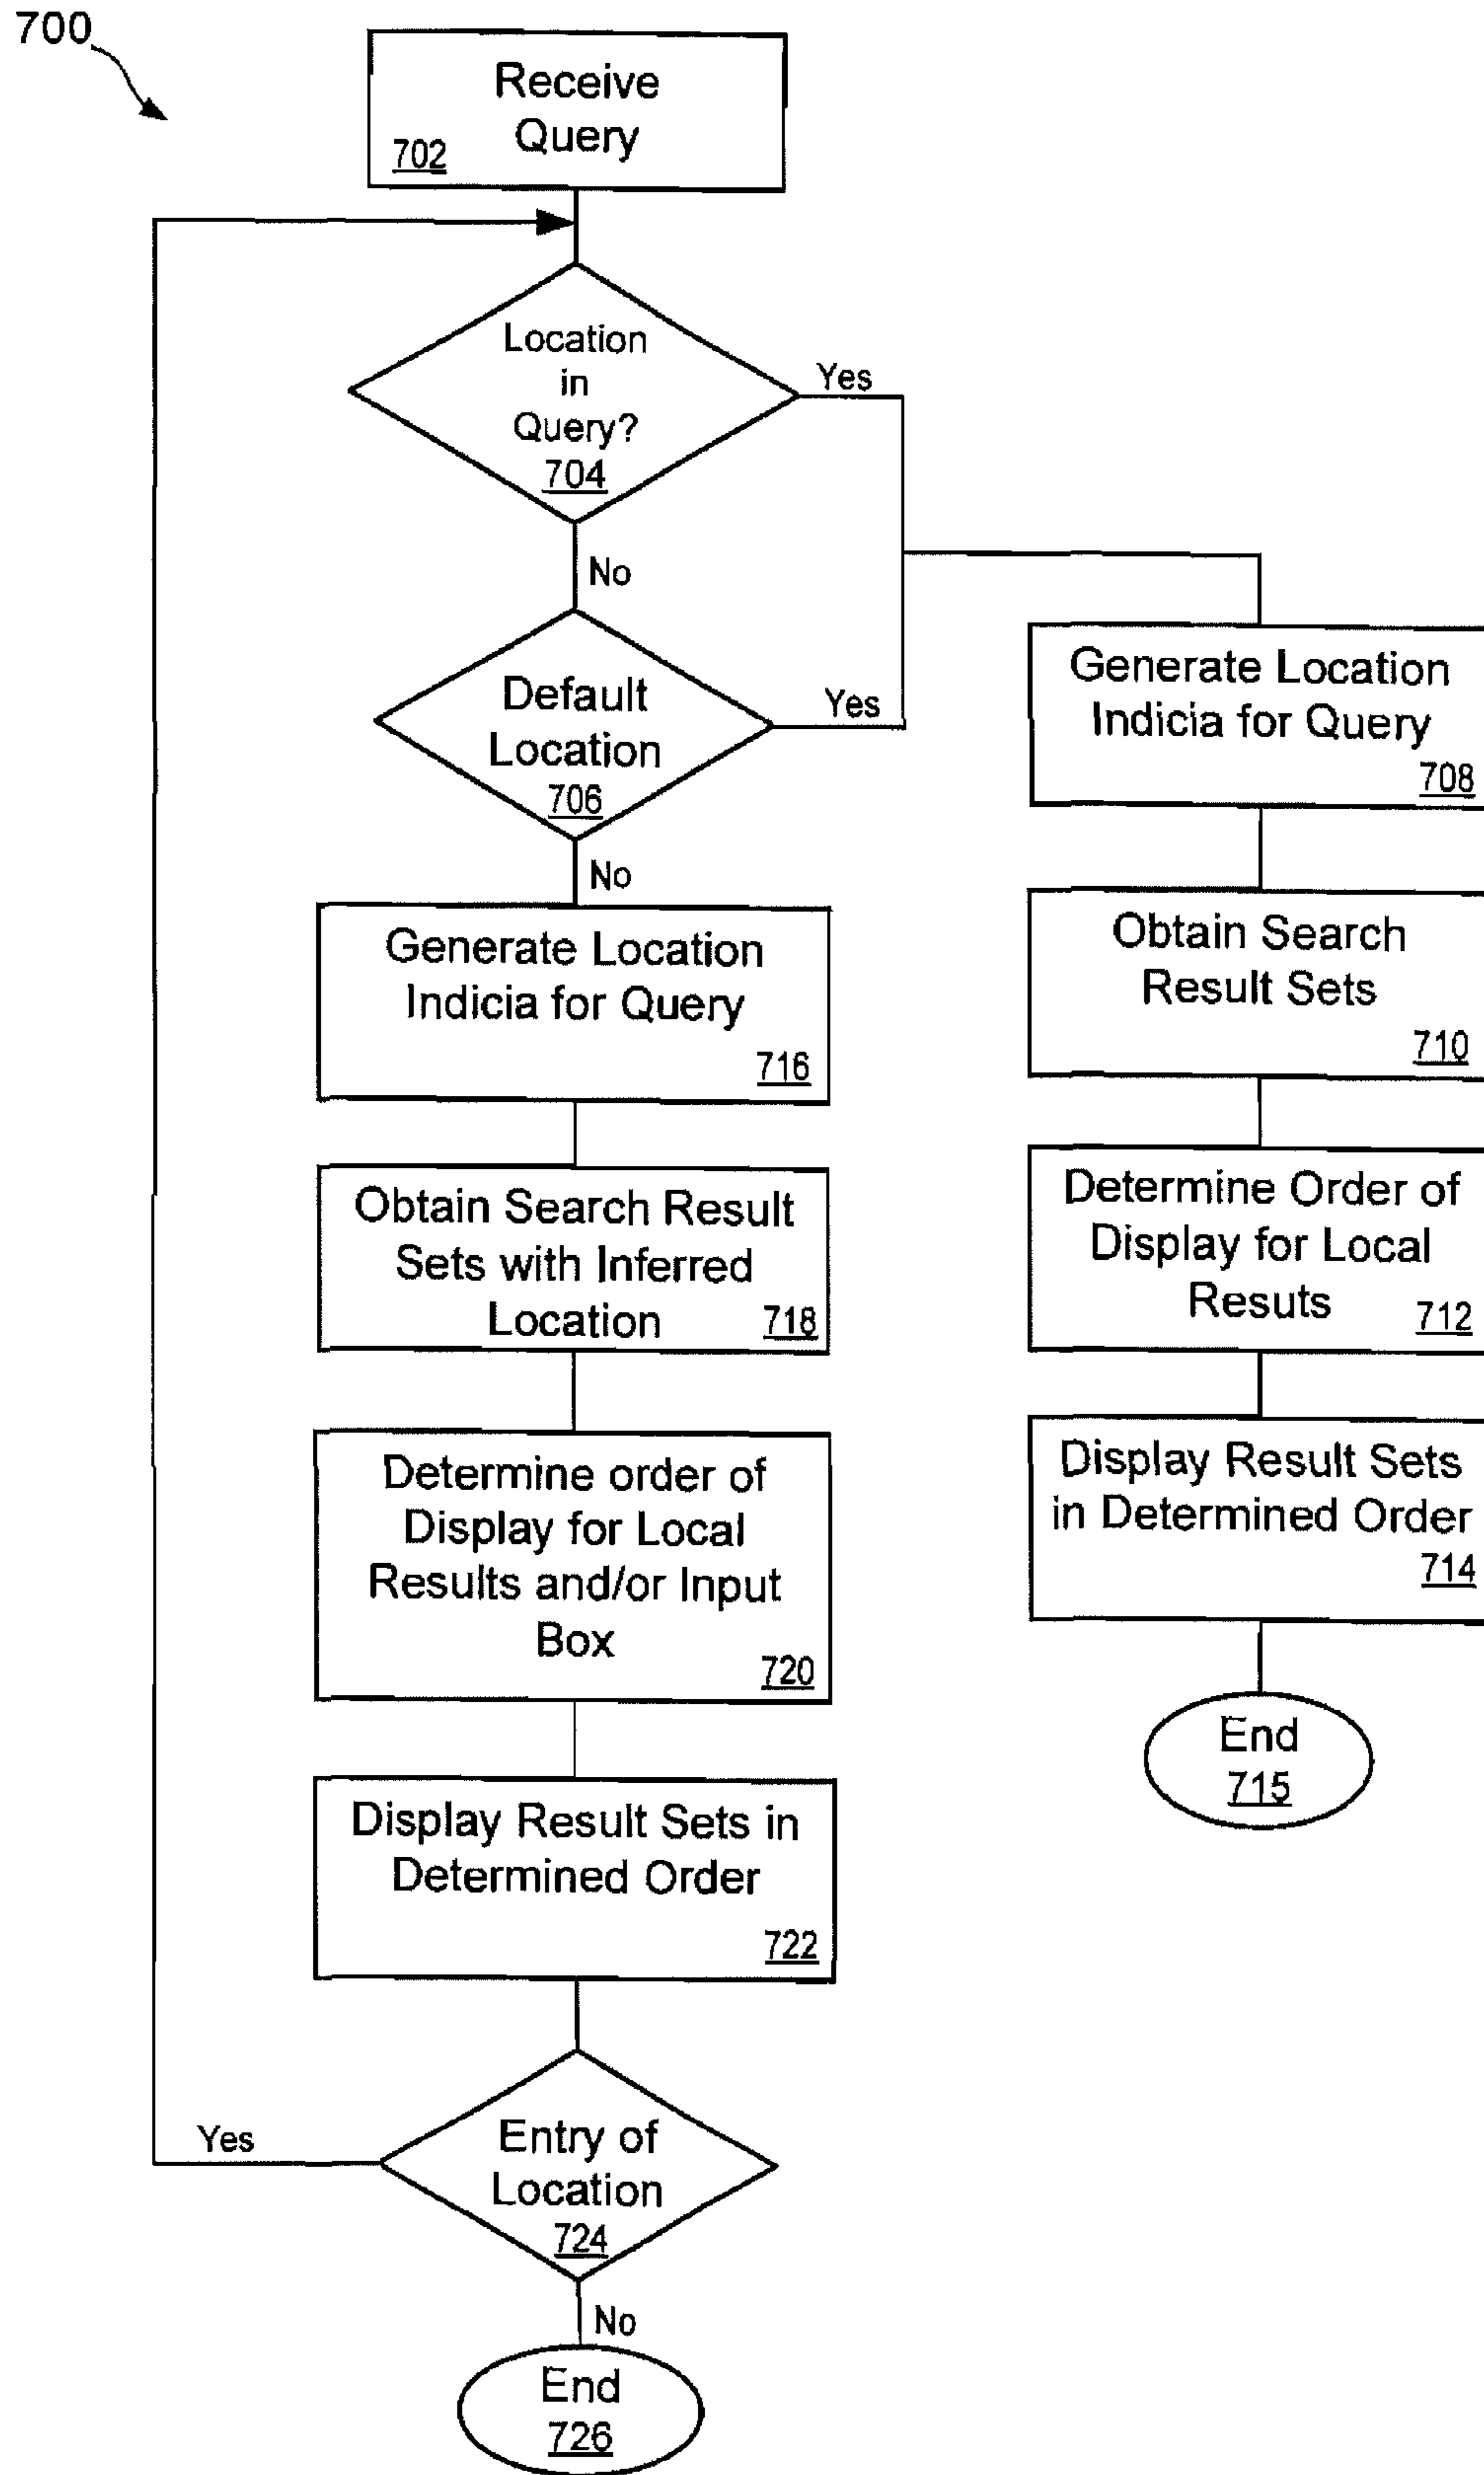 700
Receive
Query
702
Location
in
Query?
704
Yes
No
Default
Location
706
Yes
No
Generate Location
Indicia for Query
708
Obtain Search
Result Sets
710
Determine Order of
Display for Local
Resuts
712
Display Result Sets
in Determined Order
714
End
715
Generate Location
Indicia for Query
716
Obtain Search Result
Sets with Inferred
Location
718
Determine order of
Display for Local
Results and/or Input
Box
720
Display Result Sets in
Determined Order
722
Entry of
Location
724
Yes
No
End
726